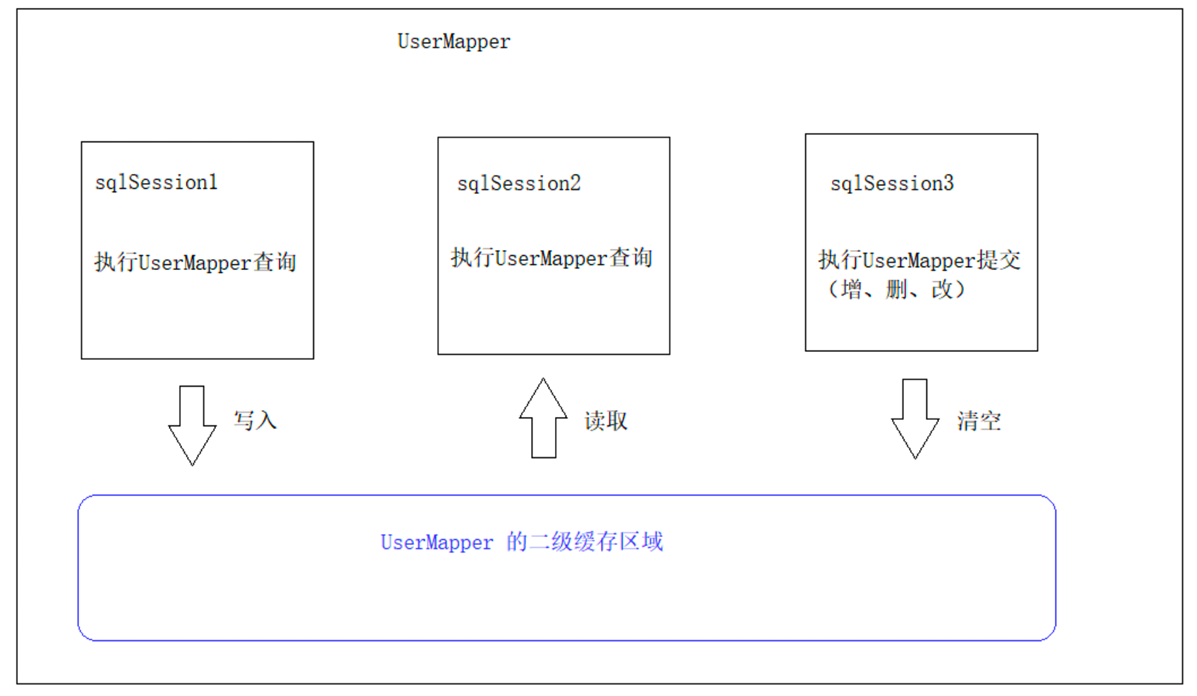 UserMapper
sqlSession1
执行UserMapper查询
sqlSession2
执行UserMapper查询
sqlSession3
执行UserMapper提交
（增、删、改）
写入
读取
清空
UserMapper 的二级缓存区域